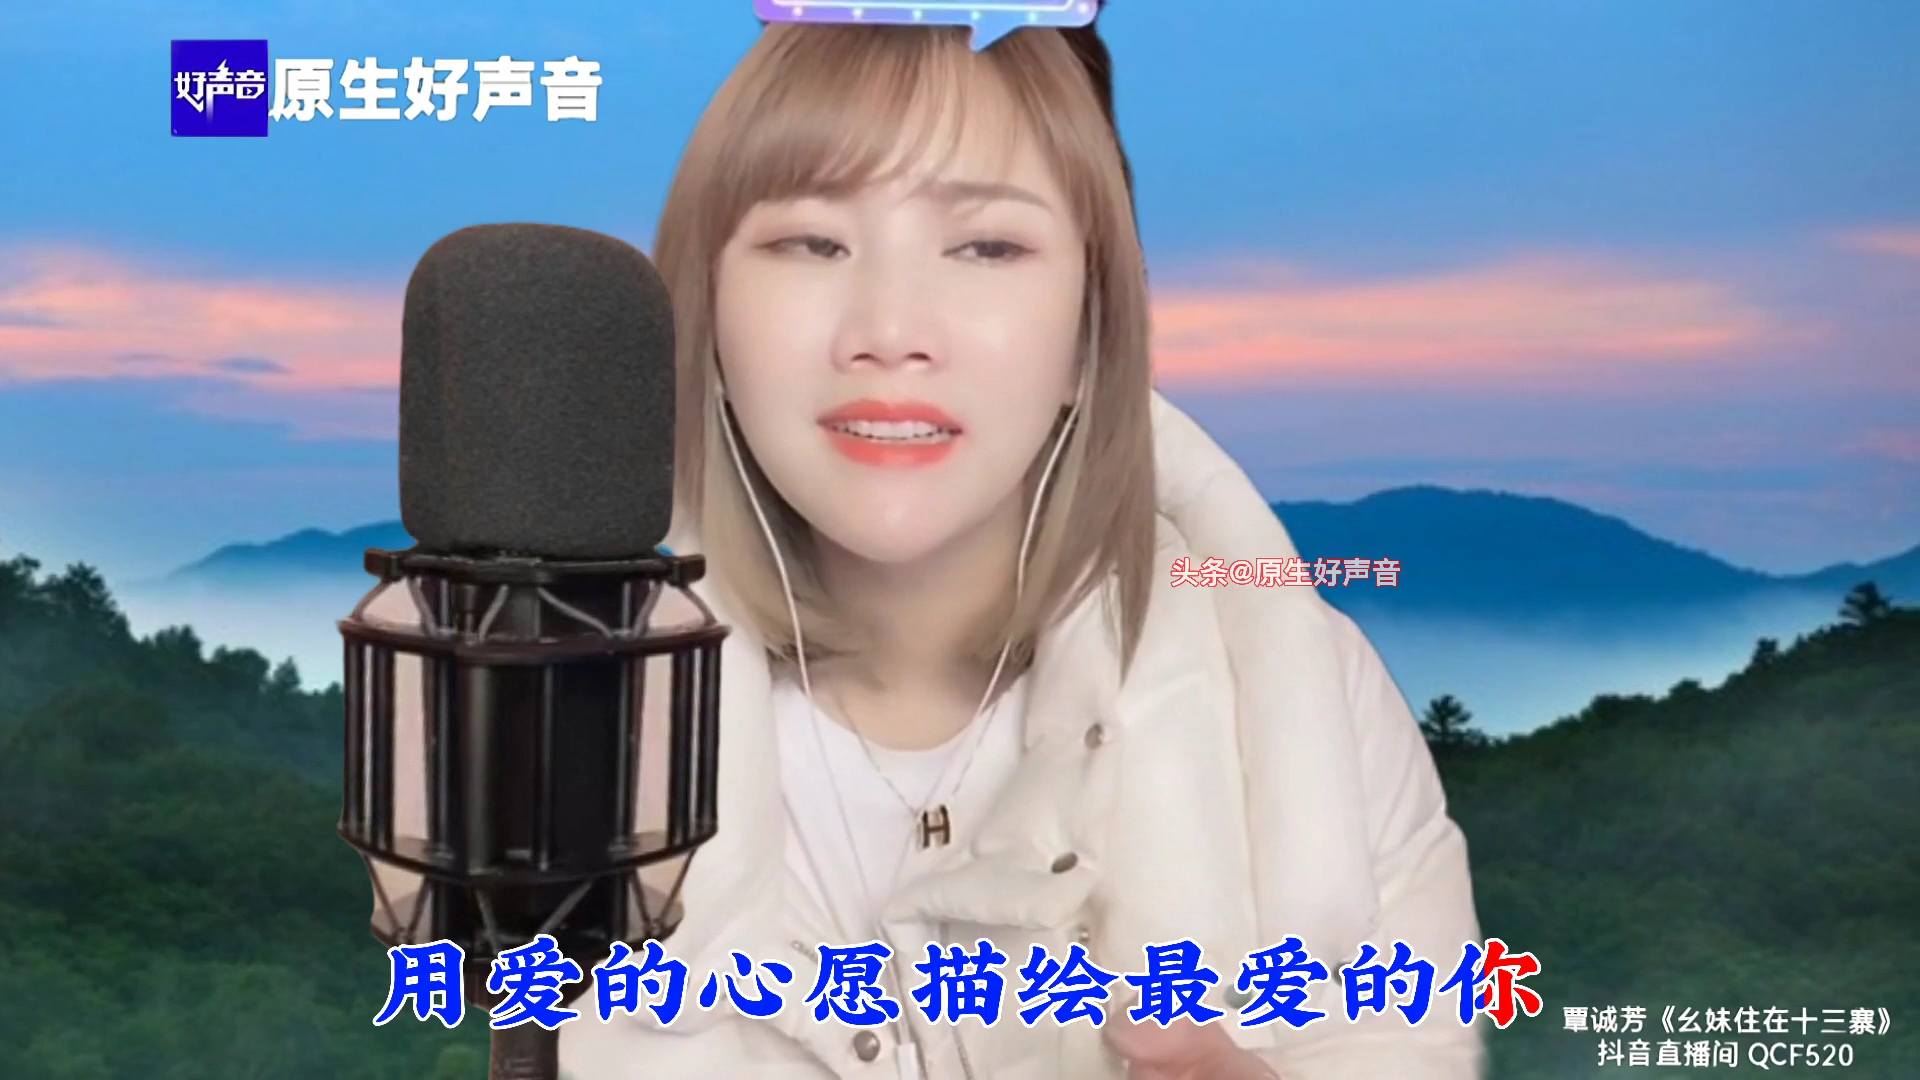 好声音 原生好声音
头条@原生好声音
用爱的心愿描绘最爱的你
覃诚芳《幺妹住在十三寨》
抖音直播间 QCF520
H